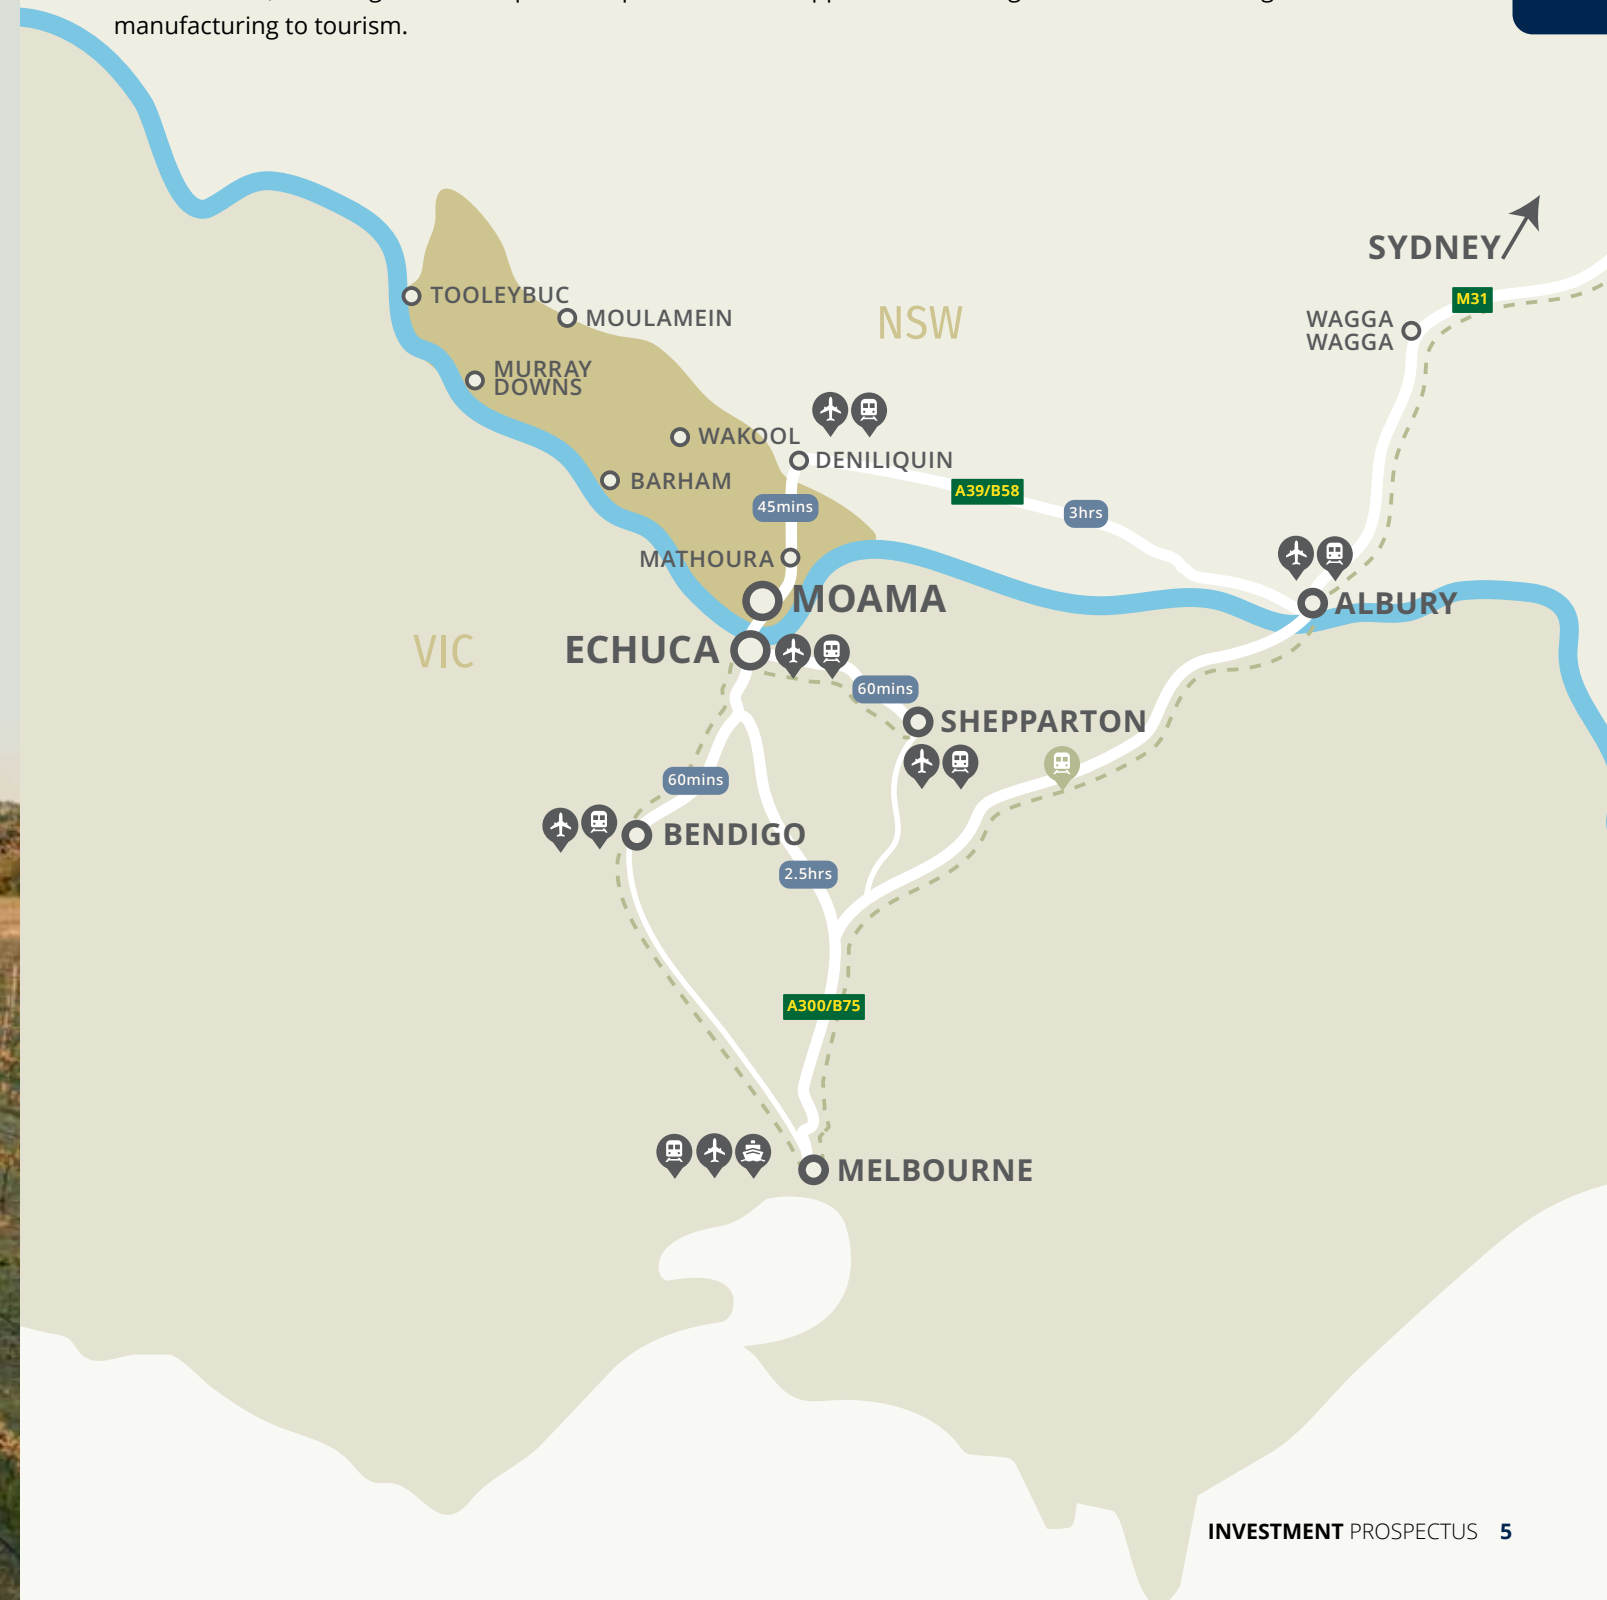 manufacturing to tourism.
SYDNEY
M31
TOOLEYBUC
MOULAMEIN
NSW
WAGGA
WAGGA
MURRAY
DOWNS
WAKOOL
DENILIQUIN
BARHAM
A39/B58
45mins
3hrs
MATHOURA
MOAMA
ALBURY
VIC
ECHUCA
60mins
SHEPPARTON
60mins
BENDIGO
2.5hrs
A300/B75
MELBOURNE
INVESTMENT PROSPECTUS 5